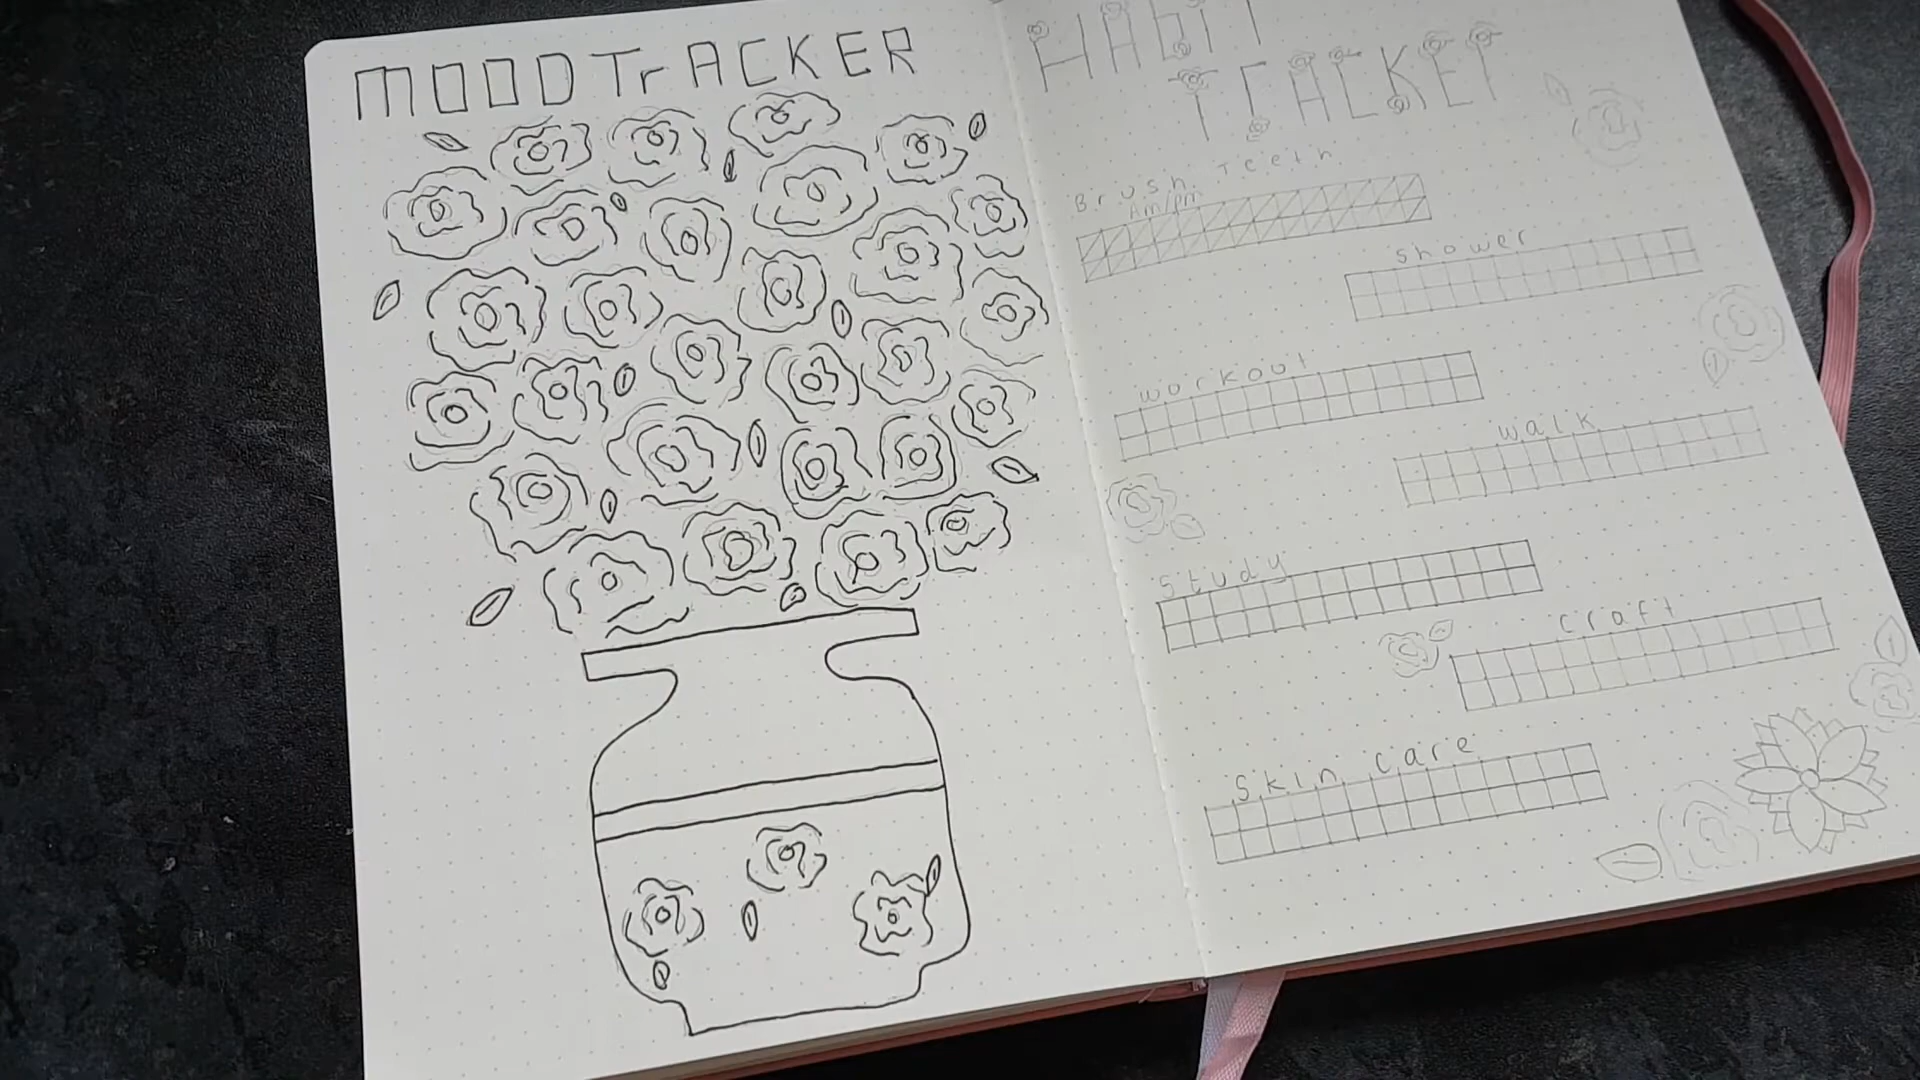 MOODTrACKER
HAbIT
TrACKEr
Brush Teeth
Am/pm
shower
workout
walk
Study
Craft
Skin Care